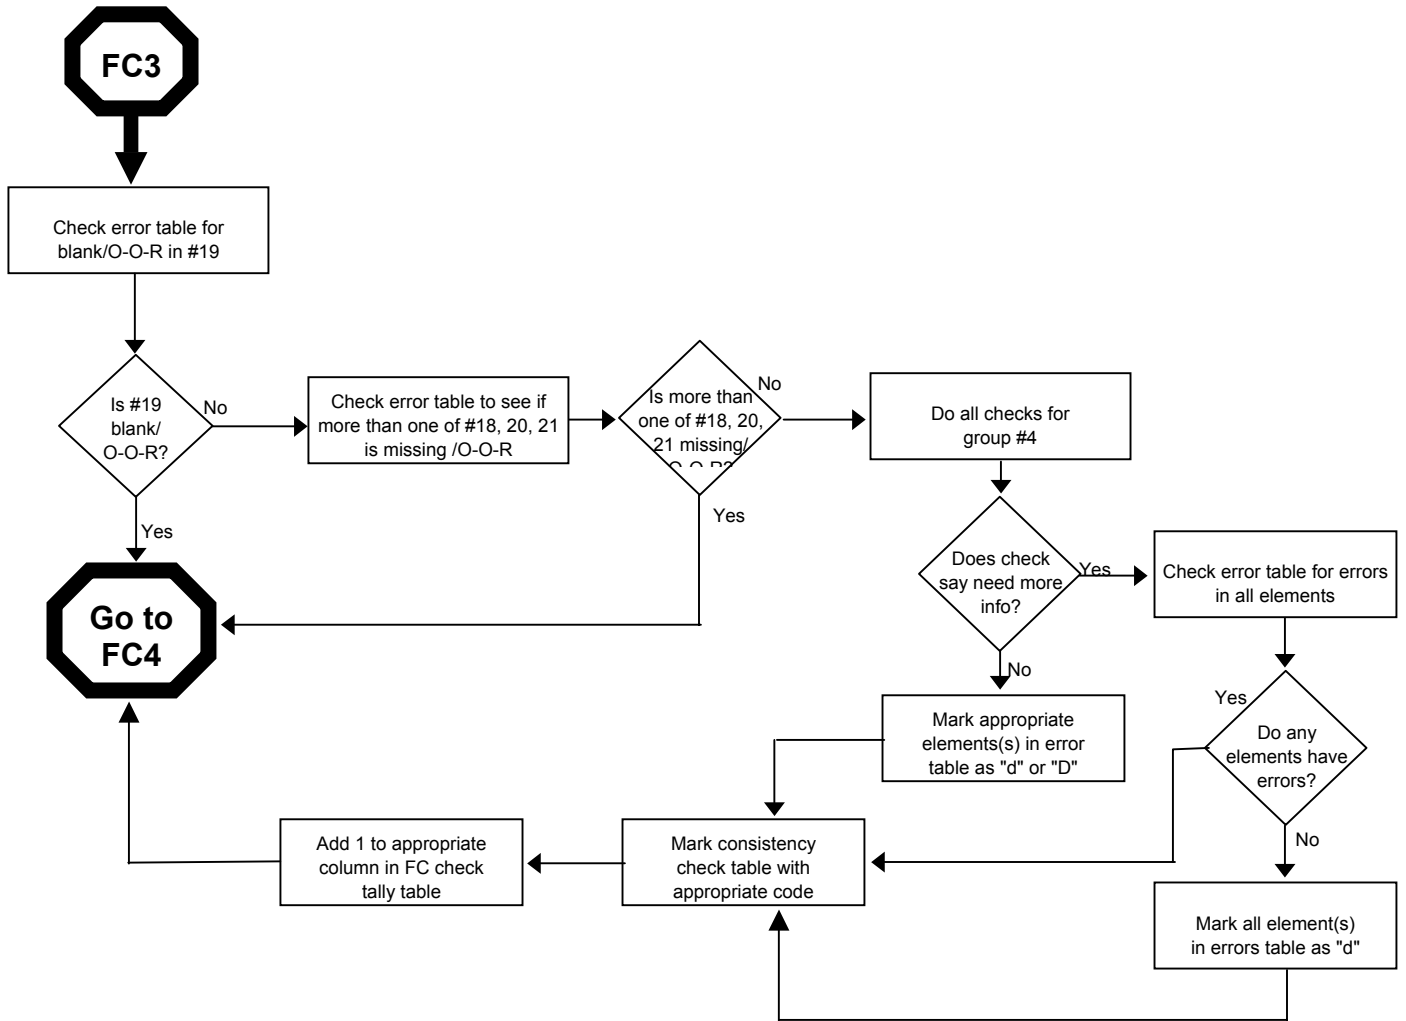 FC3
Check error table for
blank/O-O-R in #19
Is #19
blank/
O-O-R?
No
Yes
Check error table to see if
more than one of #18, 20, 21
is missing /O-O-R
Is more than
one of #18, 20,
21 missing/
O-O-R?
No
Yes
Do all checks for
group #4
Does check
say need more
info?
Yes
No
Check error table for errors
in all elements
Go to
FC4
Mark appropriate
elements(s) in error
table as "d" or "D"
Yes
Do any
elements have
errors?
No
Add 1 to appropriate
column in FC check
tally table
Mark consistency
check table with
appropriate code
Mark all element(s)
in errors table as "d"